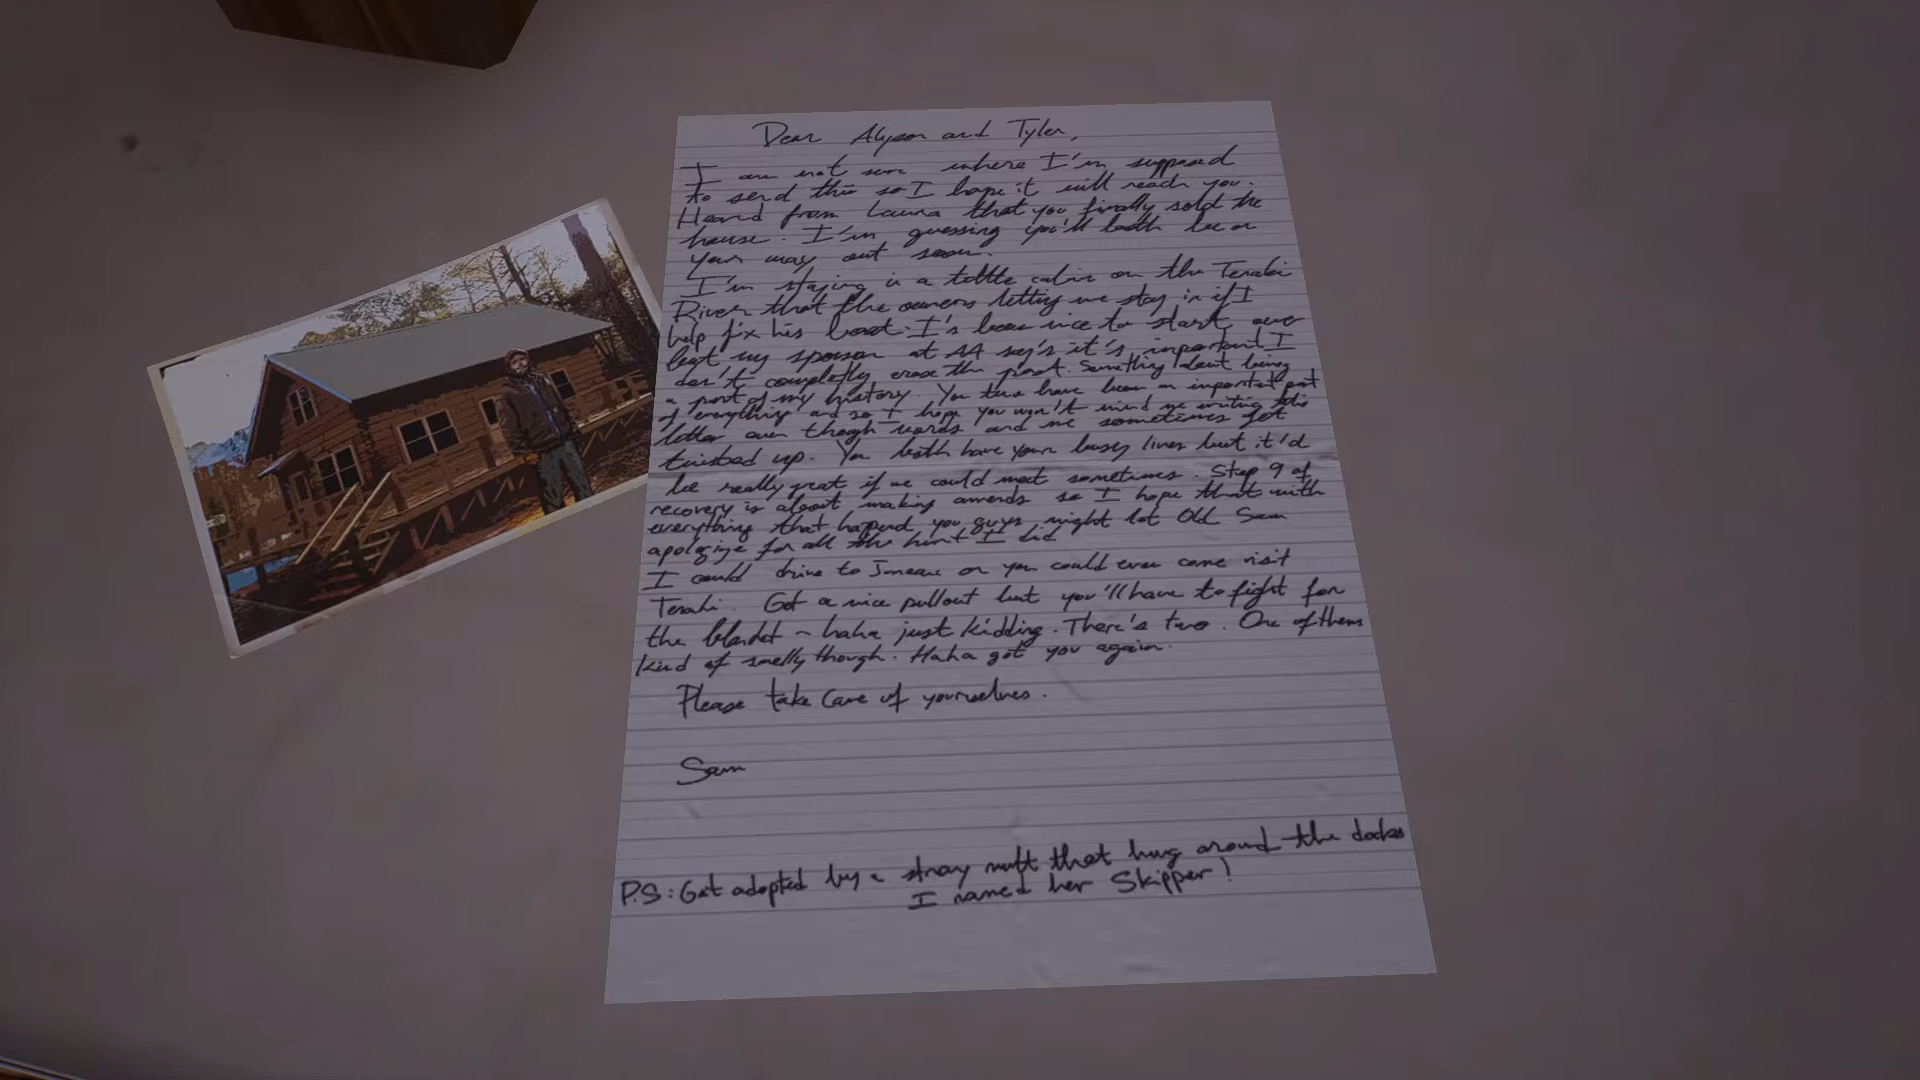 Dear Alyson and Tyler,
I am not sure where I'm supposed
to send this so I hope it will reach you.
Heard from Launa that you finally sold the
house. I'm guessing you'll both be on
your way out soon.
I'm staying in a little cabin on the Tenaki
River that the owners letting me stay in if I
help fix his boat. I's been nice to start over
but my sponsor at AA say's it's important I
don't completly erase the past. Something 'bout being
a part of my history. You two have been an important part
of everything and so I hope you won't mind me writing this
letter even though words and me sometimes get
twisted up. You both have your busy lives but it'd
be really great if we could meet sometimes. Step 9 of
recovery is about making amends so I hope that with
everything that happend you guys might let Old Sam
apologize for all the hurt I did
I could drive to Juneau or you could even come visit
Tenaki. Got a nice pullout but you'll have to fight for
the blanket - haha just kidding. There's two. One of them
kind of smelly though. Haha got you again.
Please take care of yourselves.
Sam
P.S: Got adopted by a stray mutt that hung around the docks
I named her Skipper!